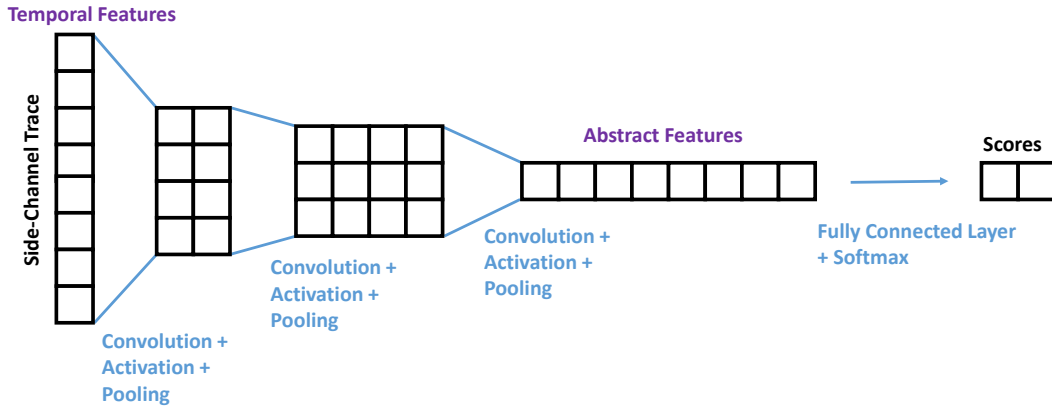 Temporal Features
Side-Channel Trace
Convolution +
Activation +
Pooling
Convolution +
Activation +
Pooling
Abstract Features
Convolution +
Activation +
Pooling
Fully Connected Layer
+ Softmax
Scores